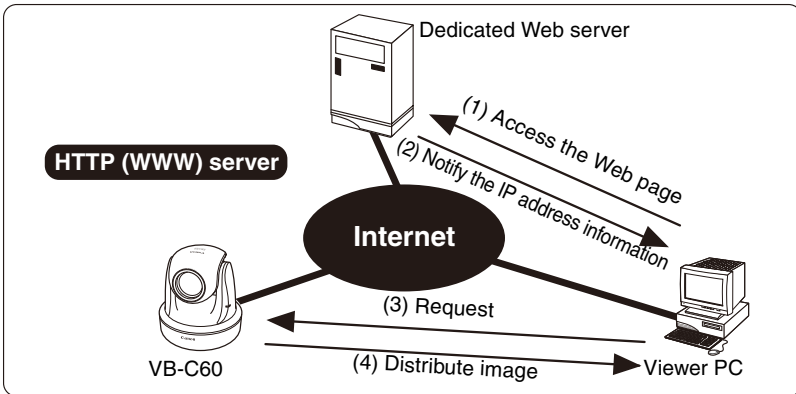 Dedicated Web server
(1) Access the Web page
(2) Notify the IP address information
HTTP (WWW) server
Internet
(3) Request
(4) Distribute image
VB-C60
Viewer PC
Canon